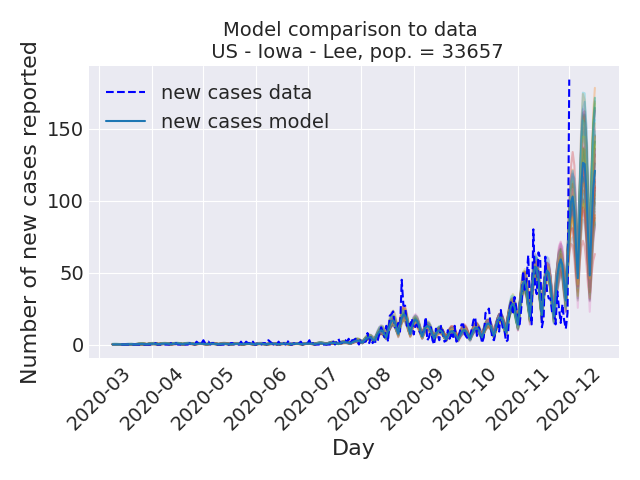 Model comparison to data
US - Iowa - Lee, pop. = 33657
new cases data
new cases model
Number of new cases reported
150
100
50
0
2020-03
2020-04
2020-05
2020-06
2020-07
2020-08
2020-09
2020-10
2020-11
2020-12
Day